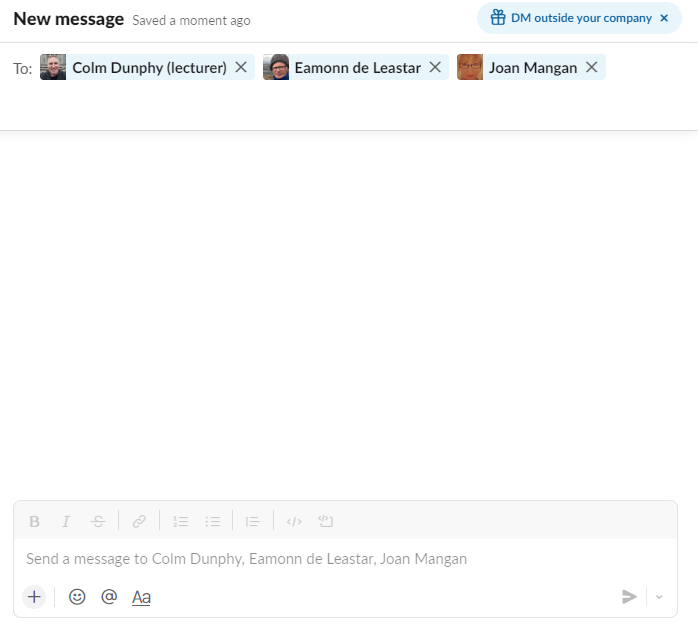 New message Saved a moment ago
DM outside your company ×
To: Colm Dunphy (lecturer) × Eamonn de Leastar × Joan Mangan ×
B I S </>
Send a message to Colm Dunphy, Eamonn de Leastar, Joan Mangan
+ @ Aa